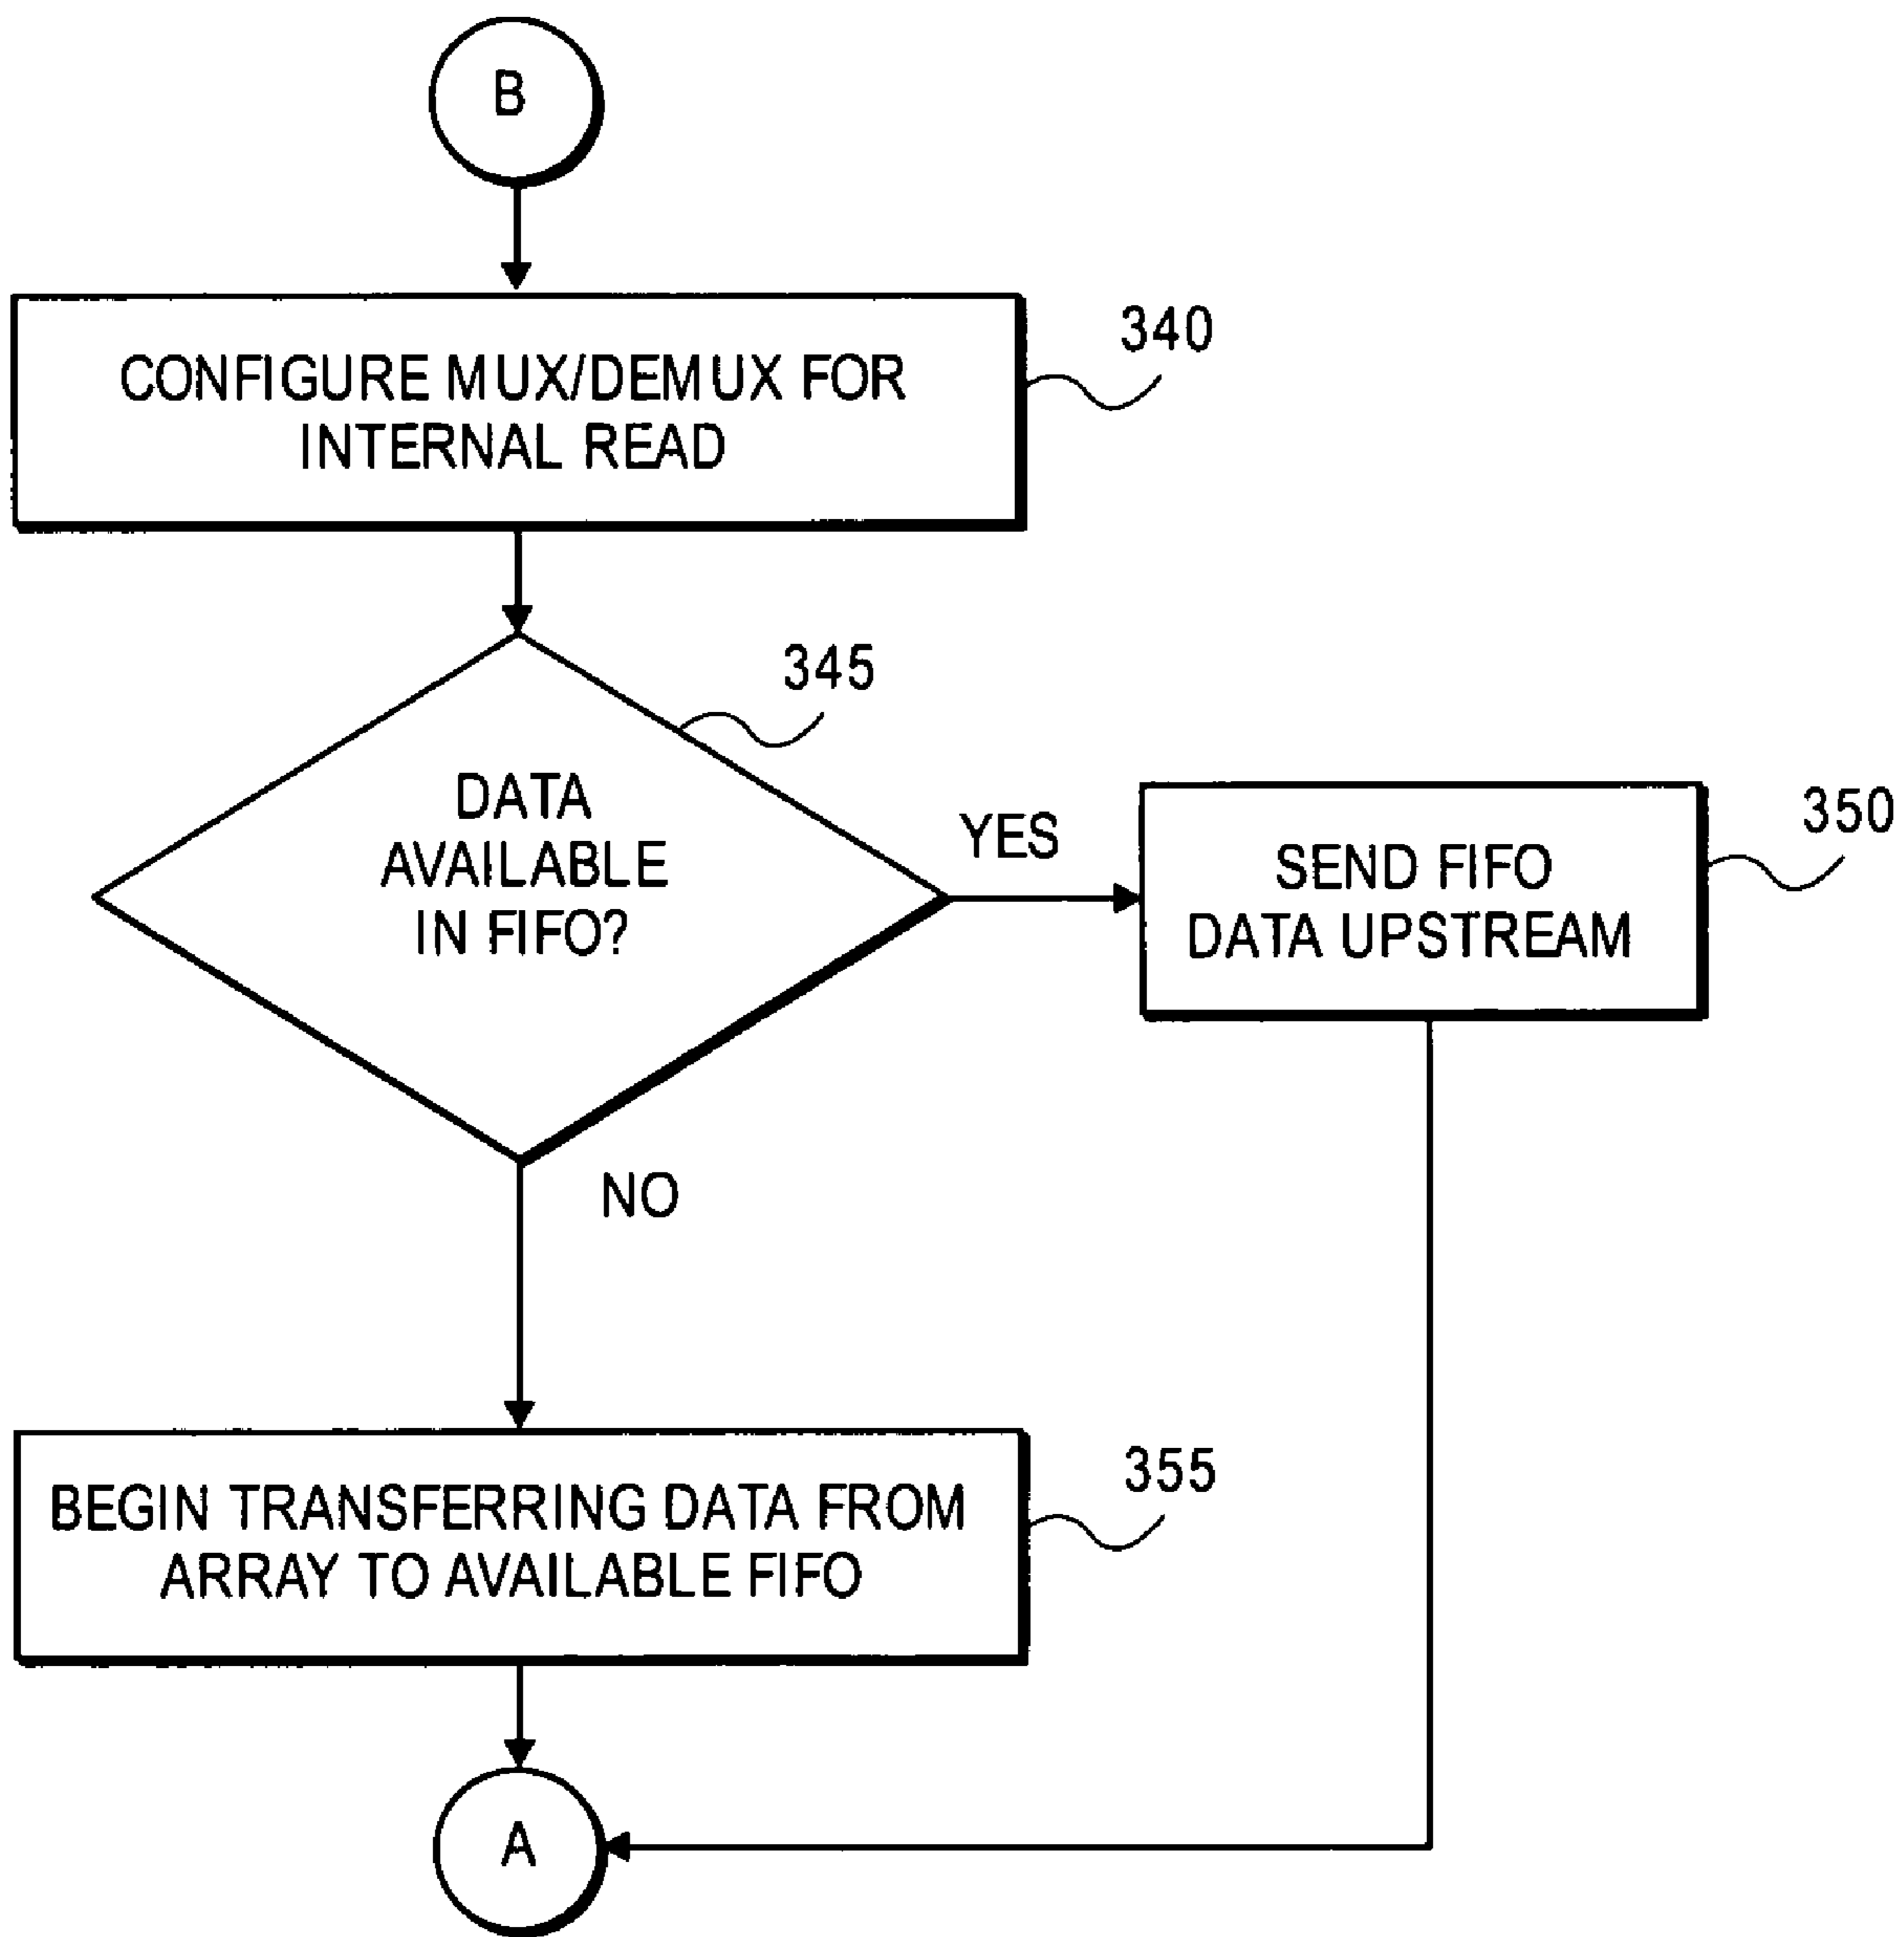 B
340
CONFIGURE MUX/DEMUX FOR
INTERNAL READ
345
DATA
AVAILABLE
IN FIFO?
YES
350
SEND FIFO
DATA UPSTREAM
NO
355
BEGIN TRANSFERRING DATA FROM
ARRAY TO AVAILABLE FIFO
A